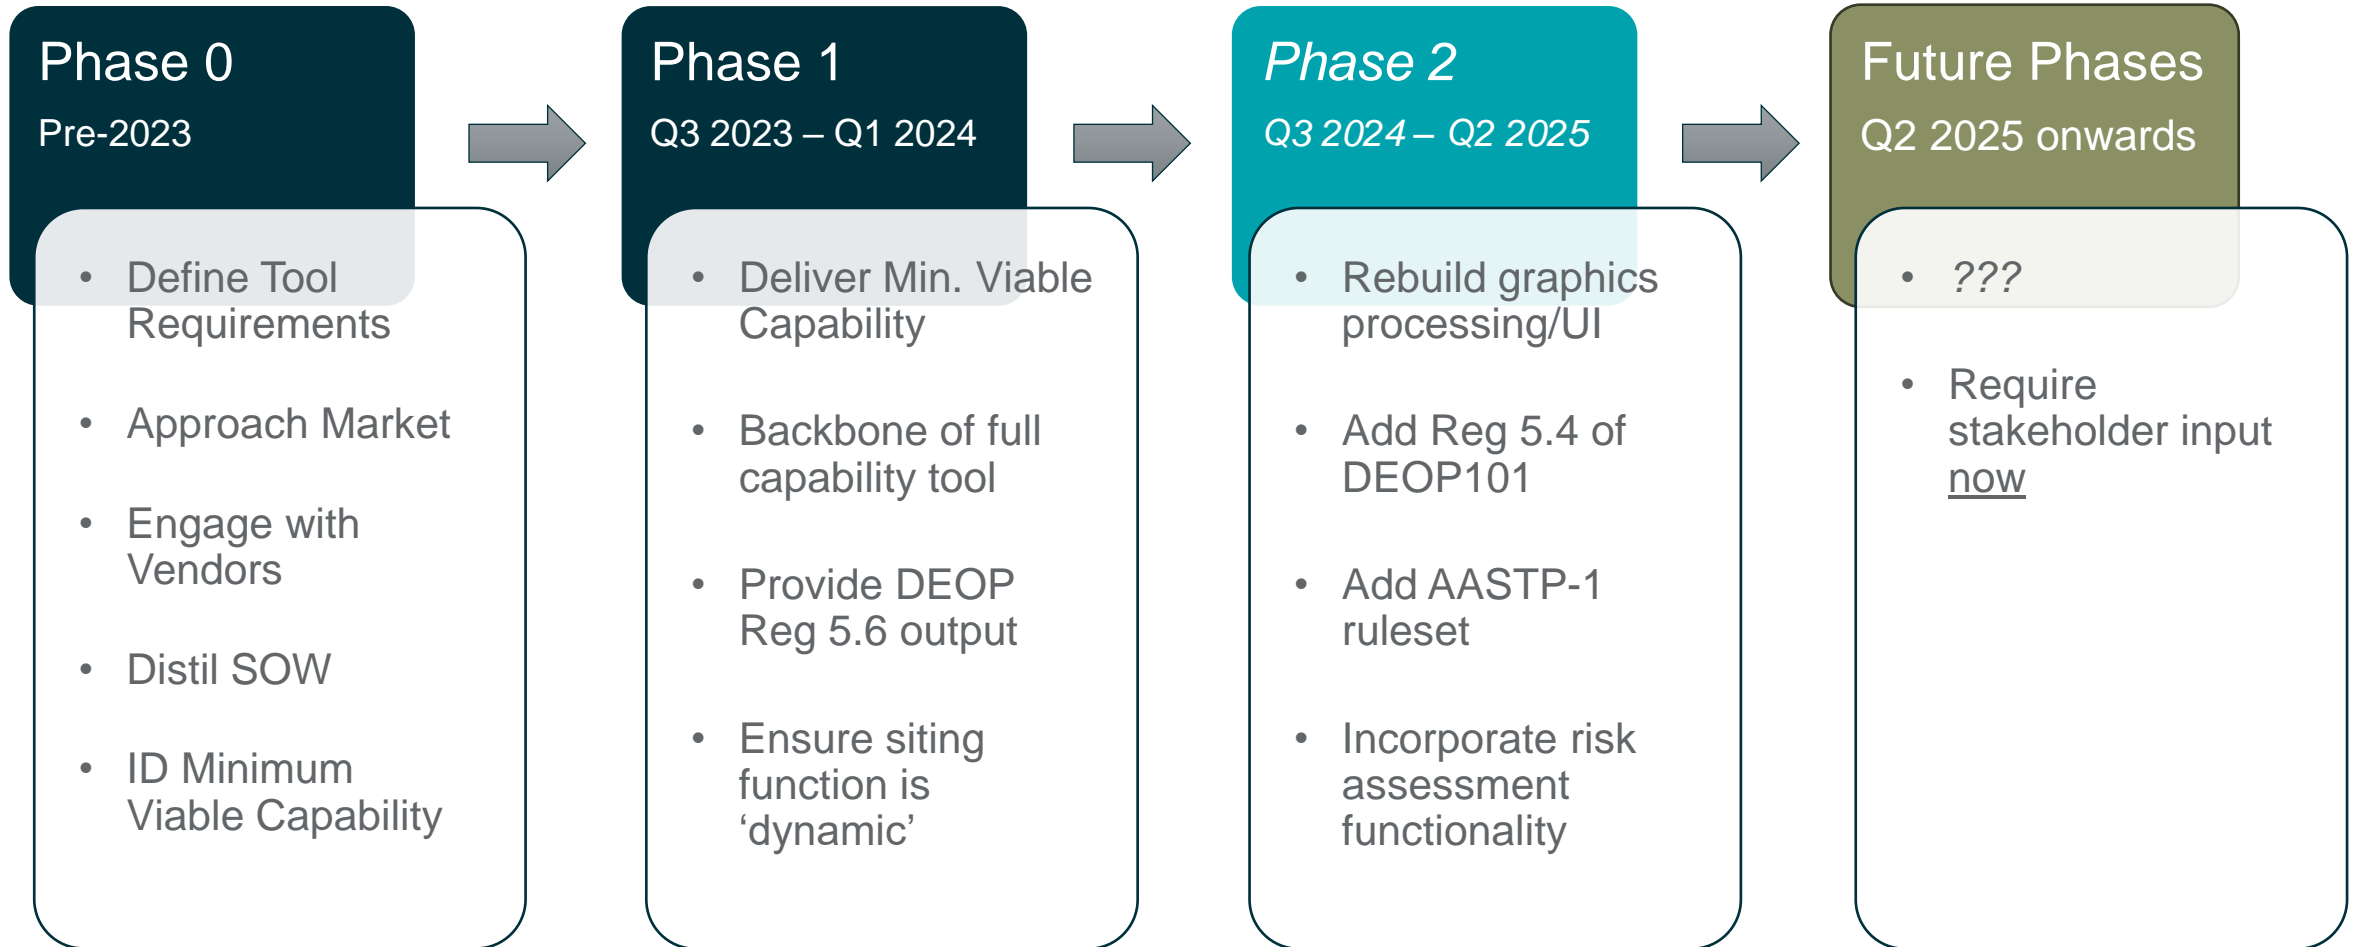 Phase 0
Pre-2023
• Define Tool
Requirements
• Approach Market
• Engage with
Vendors
• Distil SOW
• ID Minimum
Viable Capability
Phase 1
Q3 2023 – Q1 2024
• Deliver Min. Viable
Capability
• Backbone of full
capability tool
• Provide DEOP
Reg 5.6 output
• Ensure siting
function is
‘dynamic’
Phase 2
Q3 2024 – Q2 2025
• Rebuild graphics
processing/UI
• Add Reg 5.4 of
DEOP101
• Add AASTP-1
ruleset
• Incorporate risk
assessment
functionality
Future Phases
Q2 2025 onwards
• ???
• Require
stakeholder input
now